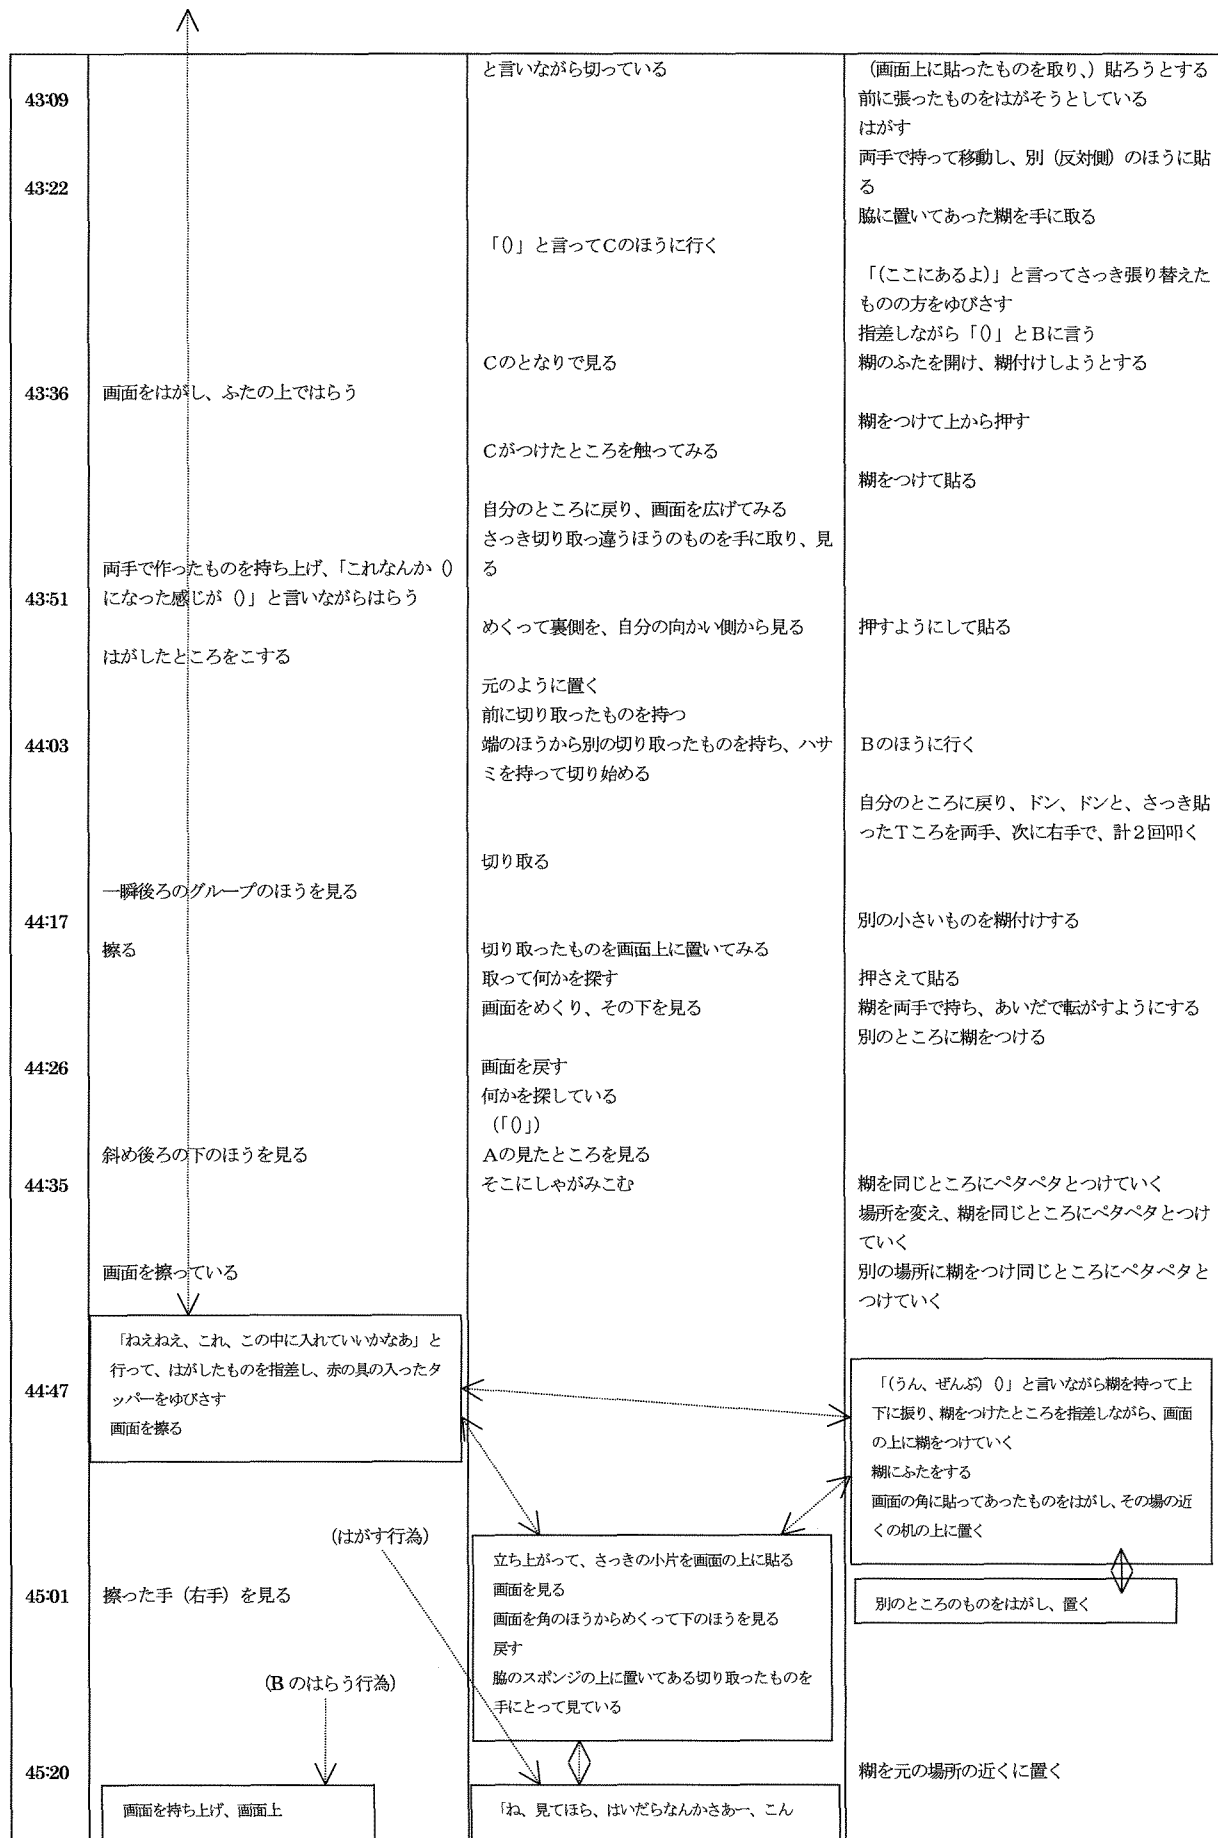 と言いながら切っている
（画面上に貼ったものを取り、）貼ろうとする
43:09
前に張ったものをはがそうとしている
はがす
両手で持って移動し、別（反対側）のほうに貼
43:22
る
脇に置いてあった糊を手に取る
「()」と言ってCのほうに行く
「(ここにあるよ)」と言ってさっき張り替えた
ものの方をゆびさす
指差しながら「()」とBに言う
Cのとなりで見る
糊のふたを開け、糊付けしようとする
43:36
画面をはがし、ふたの上ではらう
糊をつけて上から押す
Cがつけたところを触ってみる
糊をつけて貼る
自分のところに戻り、画面を広げてみる
さっき切り取っ違うほうのものを手に取り、見
る
両手で作ったものを持ち上げ、「これなんか ()
43:51
になった感じが ()」と言いながらはらう
めくって裏側を、自分の向かい側から見る
押すようにして貼る
はがしたところをこする
元のように置く
前に切り取ったものを持つ
44:03
端のほうから別の切り取ったものを持ち、ハサ
ミを持って切り始める
Bのほうに行く
自分のところに戻り、ドン、ドンと、さっき貼
ったTころを両手、次に右手で、計2回叩く
切り取る
一瞬後ろのグループのほうを見る
44:17
別の小さいものを糊付けする
擦る
切り取ったものを画面上に置いてみる
取って何かを探す
押さえて貼る
画面をめくり、その下を見る
糊を両手で持ち、あいだで転がすようにする
別のところに糊をつける
44:26
画面を戻す
何かを探している
(「()」)
斜め後ろの下のほうを見る
Aの見たところを見る
44:35
そこにしゃがみこむ
糊を同じところにペタペタとつけていく
場所を変え、糊を同じところにペタペタとつけ
ていく
画面を擦っている
別の場所に糊をつけ同じところにペタペタと
つけていく
「ねえねえ、これ、この中に入れていいかなあ」と
行って、はがしたものを指差し、赤の具の入ったタ
ッパーをゆびさす
画面を擦る
44:47
「(うん、ぜんぶ) ()」と言いながら糊を持って上
下に振り、糊をつけたところを指差しながら、画面
の上に糊をつけていく
糊にふたをする
画面の角に貼ってあったものをはがし、その場の近
くの机の上に置く
(はがす行為)
立ち上がって、さっきの小片を画面の上に貼る
画面を見る
画面を角のほうからめくって下のほうを見る
戻す
脇のスポンジの上に置いてある切り取ったものを
手にとって見ている
45:01
擦った手（右手）を見る
別のところのものをはがし、置く
(B のはらう行為)
45:20
糊を元の場所の近くに置く
画面を持ち上げ、画面上
「ね、見てほら、はいだらなんかさあー、こん